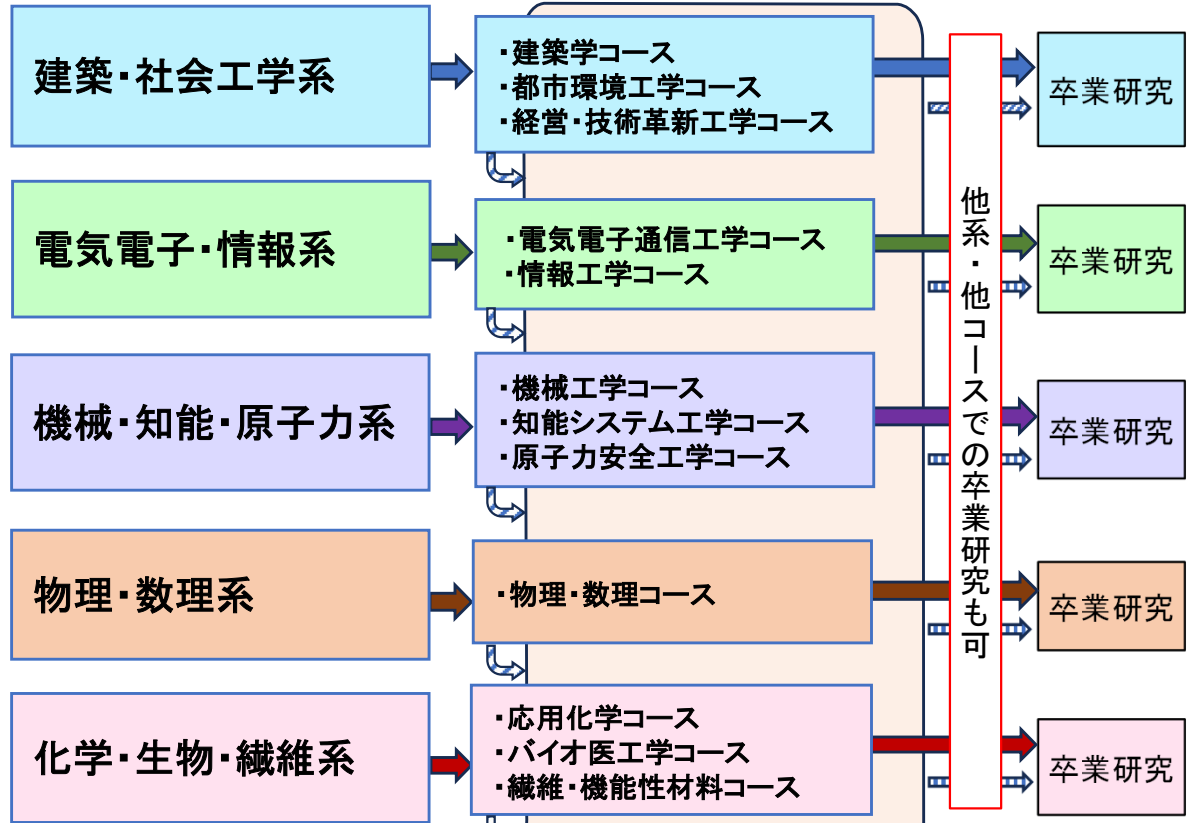 建築・社会工学系
・建築学コース
・都市環境工学コース
・経営・技術革新工学コース
卒業研究
電気電子・情報系
・電気電子通信工学コース
・情報工学コース
卒業研究
機械・知能・原子力系
・機械工学コース
・知能システム工学コース
・原子力安全工学コース
卒業研究
物理・数理系
・物理・数理コース
卒業研究
化学・生物・繊維系
・応用化学コース
・バイオ医工学コース
・繊維・機能性材料コース
卒業研究
他系・他コースでの卒業研究も可